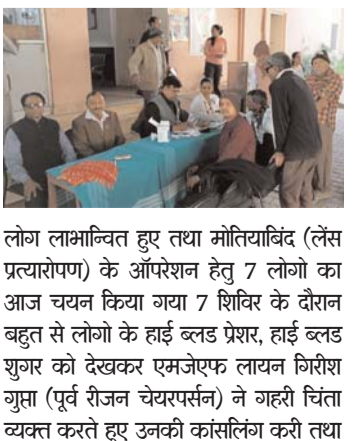 लोग लाभान्वित हुए तथा मोतियाबिंद (लेंस
प्रत्यारोपण) के ऑपरेशन हेतु 7 लोगो का
आज चयन किया गया 7 शिविर के दौरान
बहुत से लोगो के हाई ब्लड प्रेशर, हाई ब्लड
शुगर को देखकर एमजेएफ लायन गिरीश
गुप्ता (पूर्व रीजन चेयरपर्सन) ने गहरी चिंता
व्यक्त करते हुए उनकी कांसलिंग करी तथा